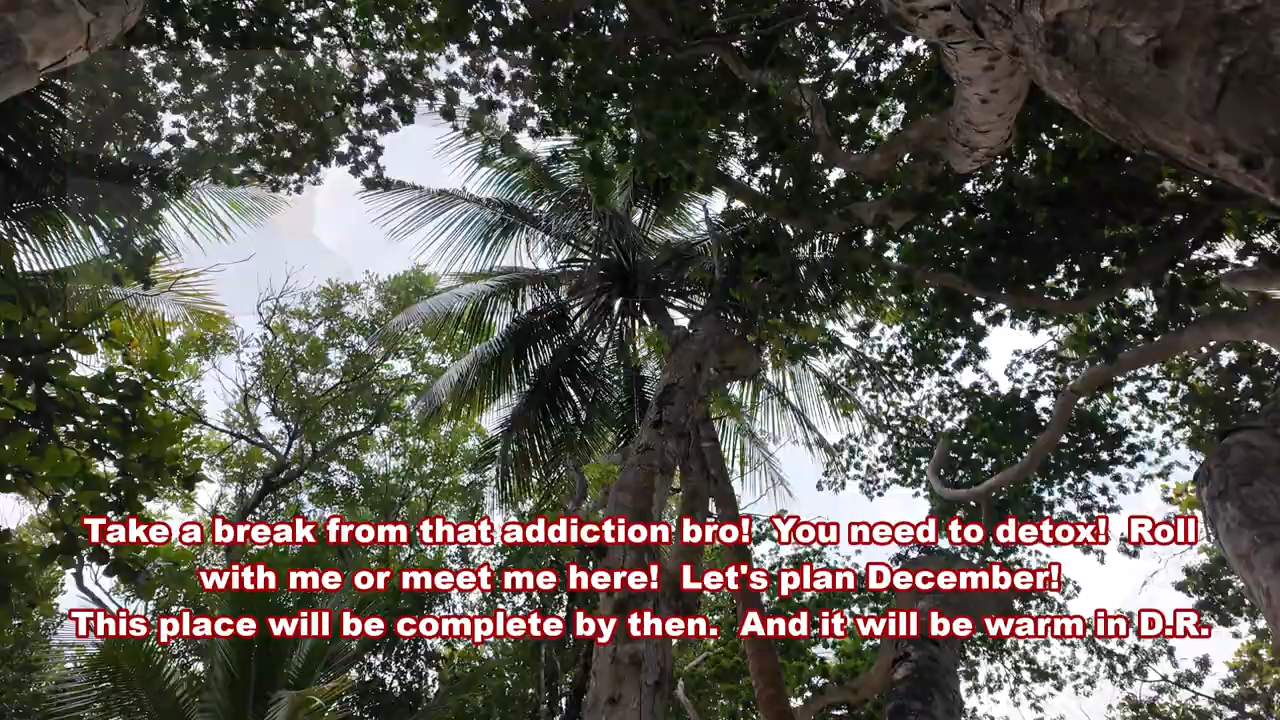 Take a break from that addiction bro!  You need to detox!  Roll
with me or meet me here!  Let's plan December!
This place will be complete by then.  And it will be warm in D.R.